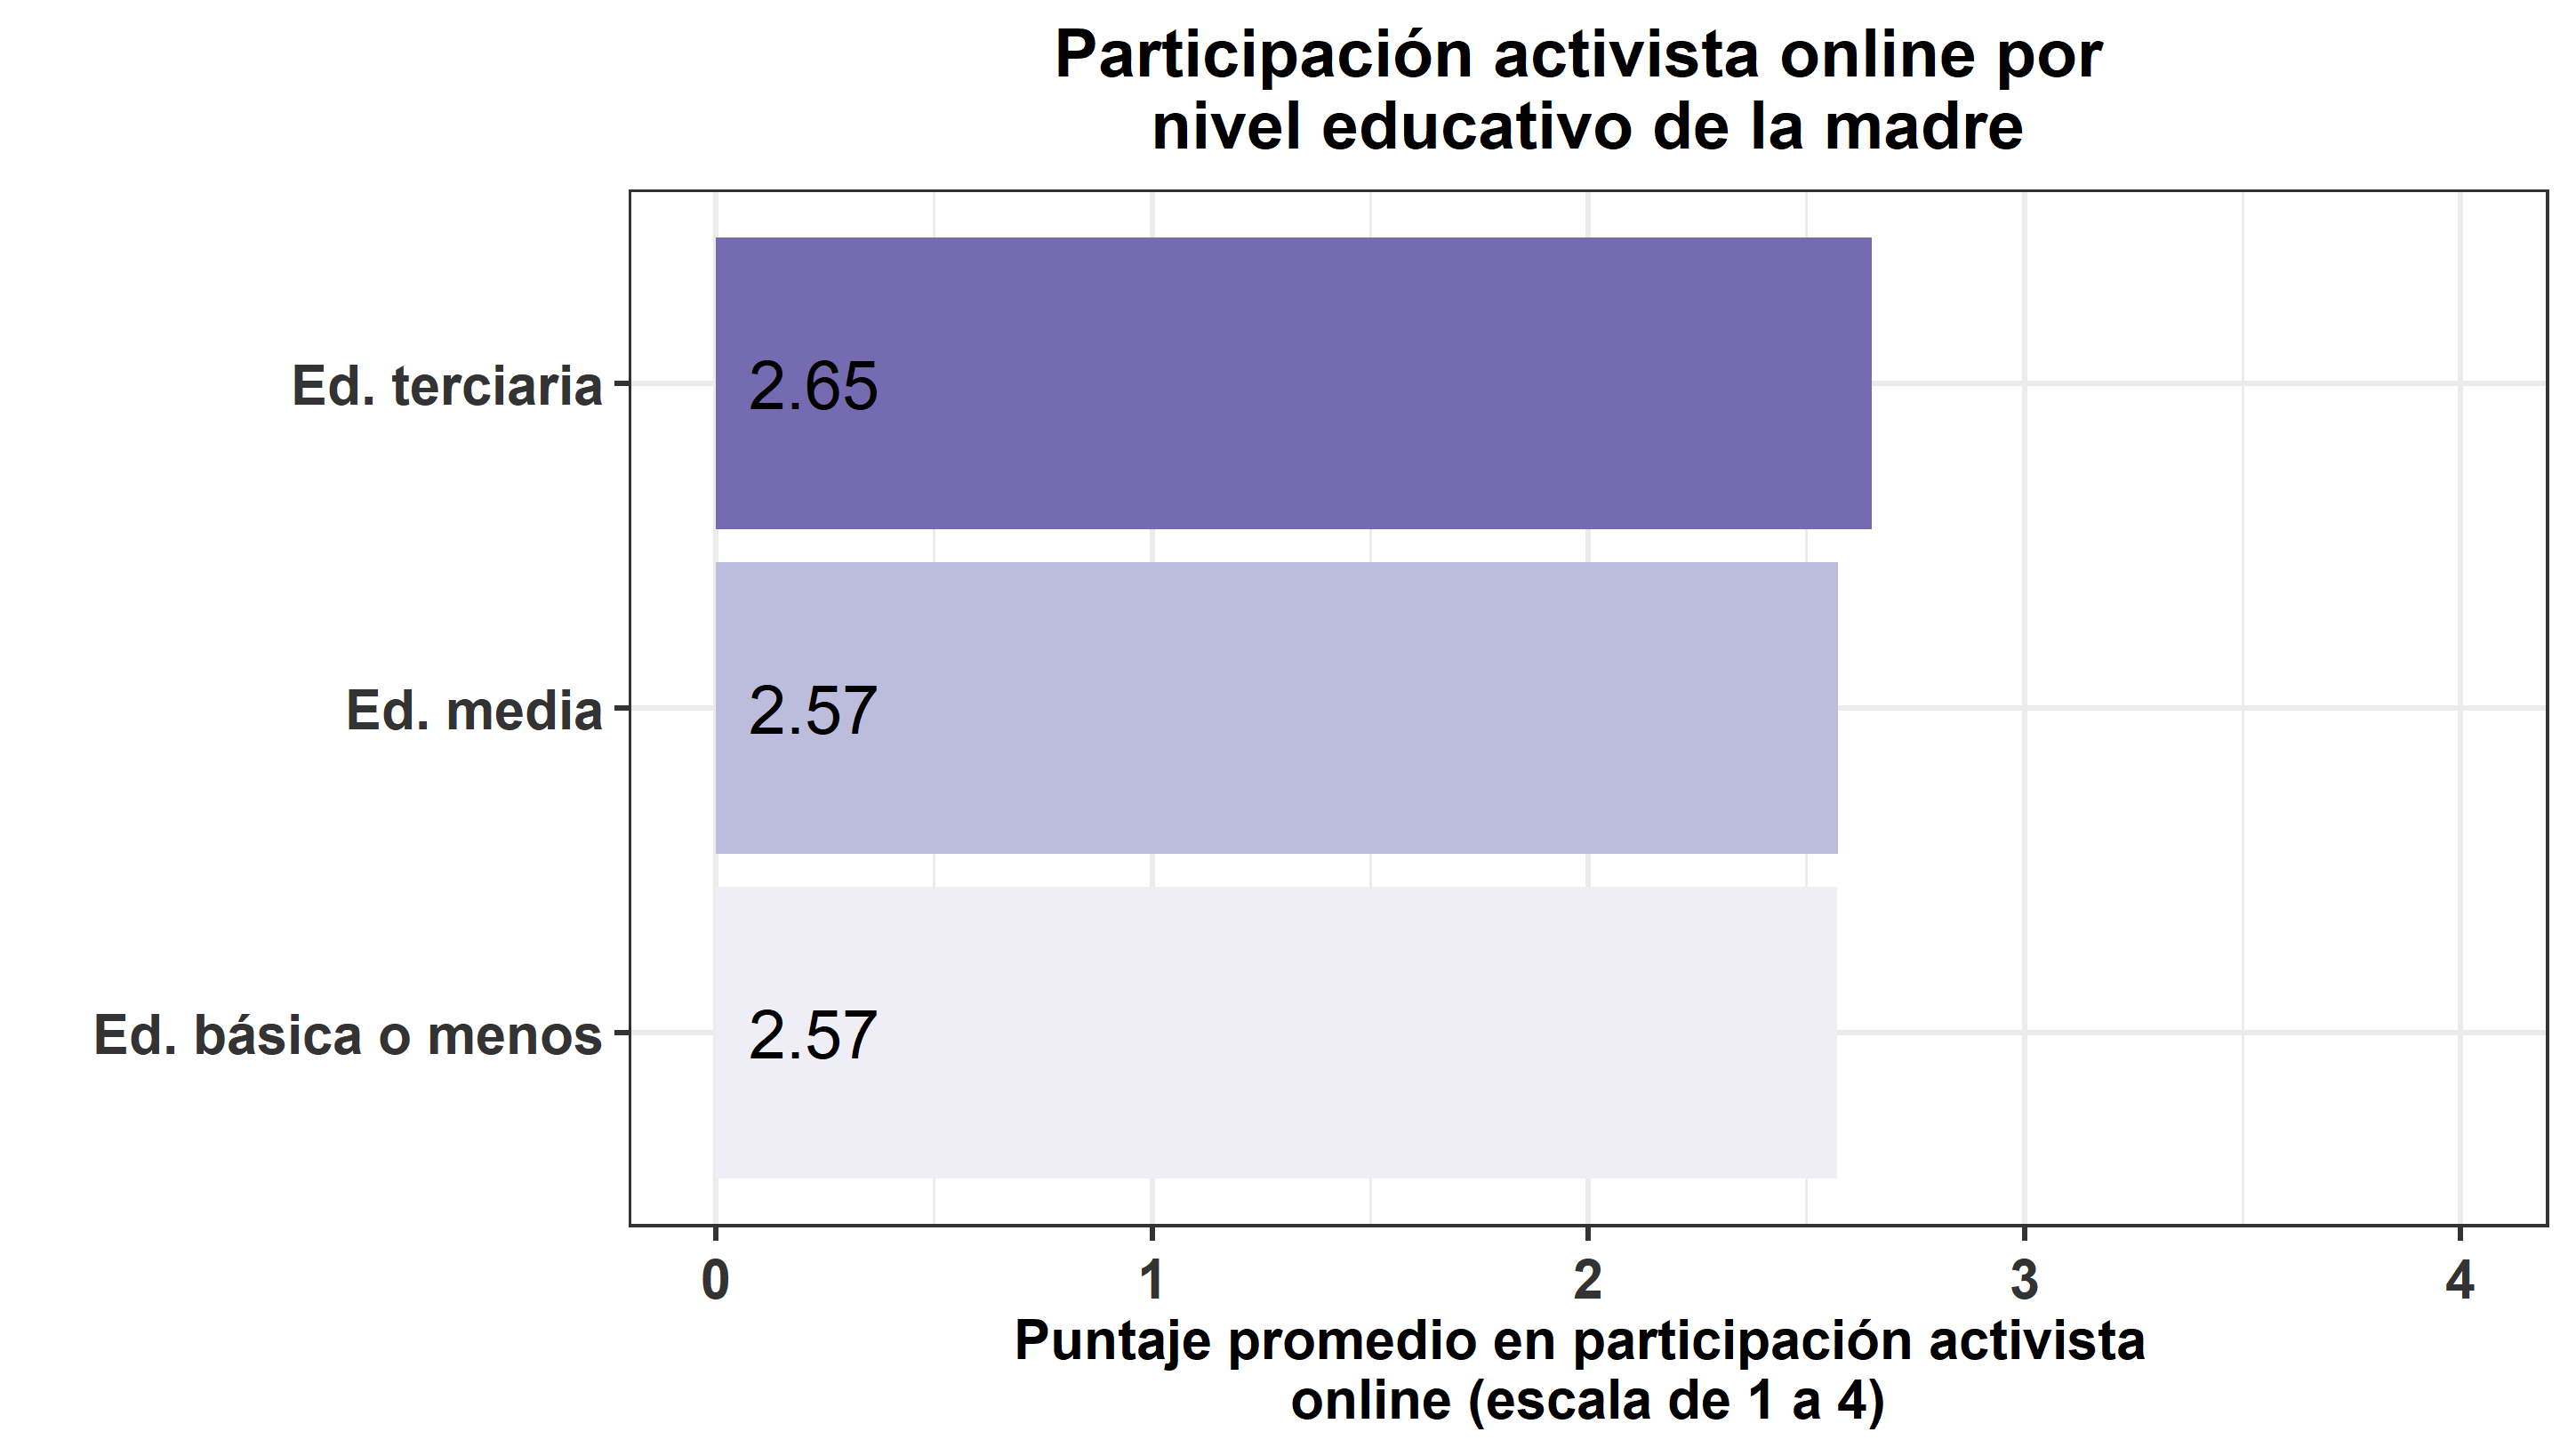 Participación activista online por
nivel educativo de la madre
Ed. terciaria
2.65
Ed. media
2.57
Ed. básica o menos
2.57
0 1 2 3 4
Puntaje promedio en participación activista
online (escala de 1 a 4)